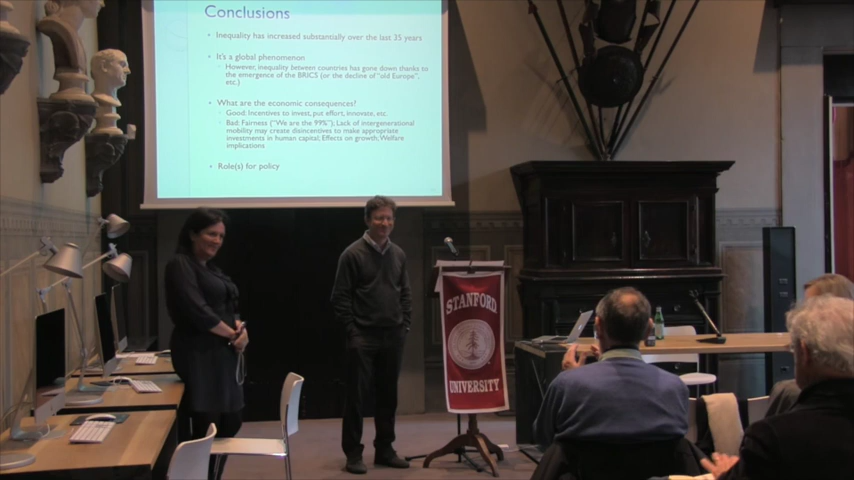 Conclusions
• Inequality has increased substantially over the last 35 years
• It's a global phenomenon
◦ However, inequality between countries has gone down thanks to
the emergence of the BRICS (or the decline of "old Europe",
etc.)
• What are the economic consequences?
◦ Good: Incentives to invest, put effort, innovate, etc.
◦ Bad: Fairness ("We are the 99%"); Lack of intergenerational
mobility may create disincentives to make appropriate
investments in human capital; Effects on growth; Welfare
implications
• Role(s) for policy
STANFORD
UNIVERSITY